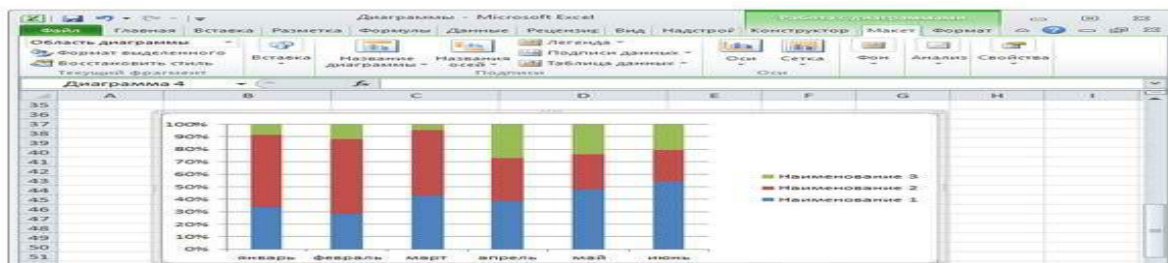 Диаграммы - Microsoft Excel
Работа с диаграммами
Файл Главная Вставка Разметка Формулы Данные Рецензир Вид Надстрой Конструктор Макет Формат
Область диаграммы
Формат выделенного
Восстановить стиль
Текущий фрагмент
Вставка
Название диаграммы
Названия осей
Легенда
Подписи данных
Таблица данных
Подписи
Оси
Сетка
Оси
Фон
Анализ
Свойства
Диаграмма 4 fx
A B C D E F G H I
35
36
37
38
39
40
41
42
43
44
45
46
47
48
49
50
51
100%
90%
80%
70%
60%
50%
40%
30%
20%
10%
0%
январь февраль март апрель май июнь
Наименование 3
Наименование 2
Наименование 1